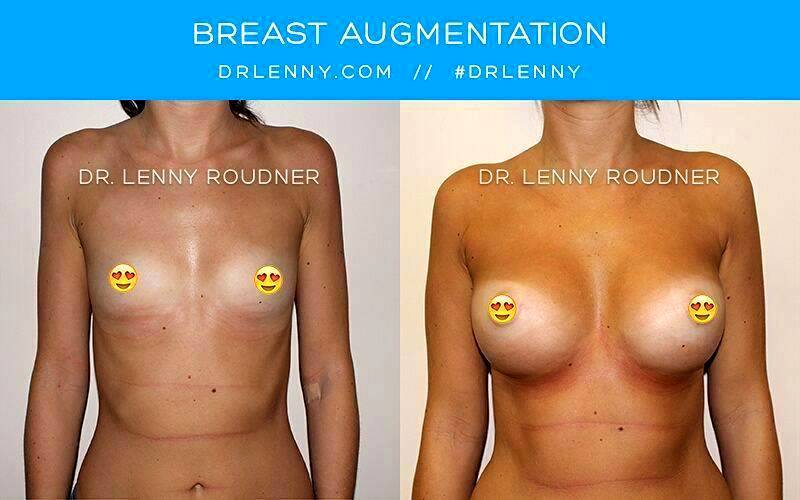 BREAST AUGMENTATION
DRLENNY.COM // #DRLENNY
DR. LENNY ROUDNER
DR. LENNY ROUDNER